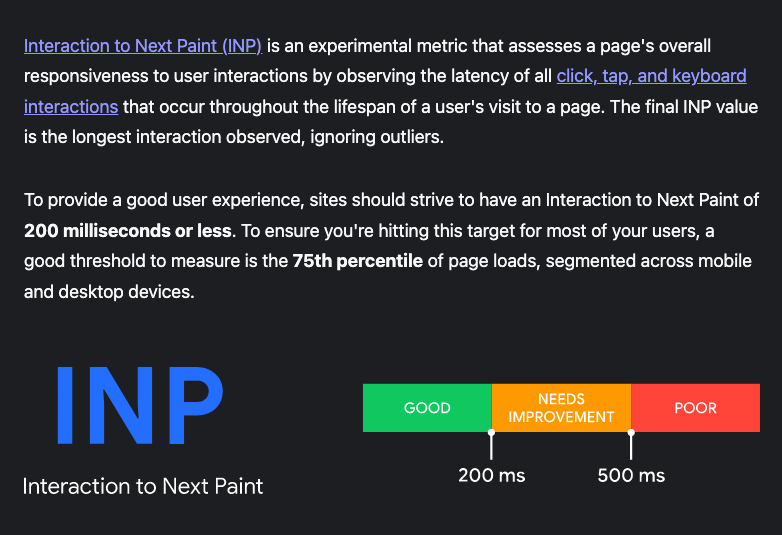 Interaction to Next Paint (INP) is an experimental metric that assesses a page's overall
responsiveness to user interactions by observing the latency of all click, tap, and keyboard
interactions that occur throughout the lifespan of a user's visit to a page. The final INP value
is the longest interaction observed, ignoring outliers.
To provide a good user experience, sites should strive to have an Interaction to Next Paint of
200 milliseconds or less. To ensure you're hitting this target for most of your users, a
good threshold to measure is the 75th percentile of page loads, segmented across mobile
and desktop devices.
INP
Interaction to Next Paint
GOOD
NEEDS
IMPROVEMENT
POOR
200 ms
500 ms